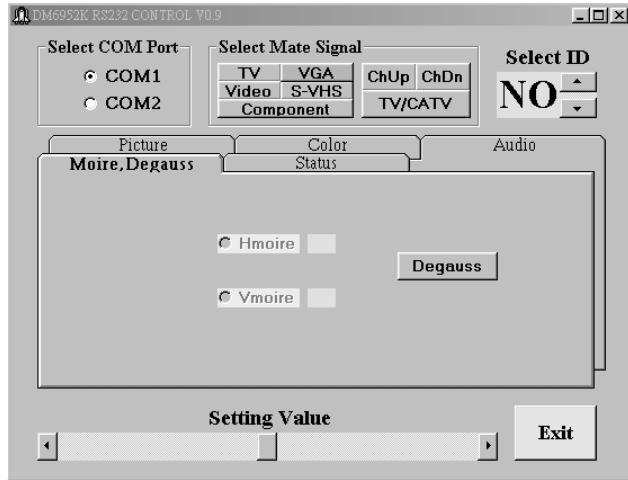 DM6952K RS232 CONTROL V0.9
Select COM Port
COM1
COM2
Select Mate Signal
TV VGA
Video S-VHS
Component
ChUp ChDn
TV/CATV
Select ID
NO
Picture Color Audio
Moire,Degauss Status
Hmoire
Degauss
Vmoire
Setting Value
Exit